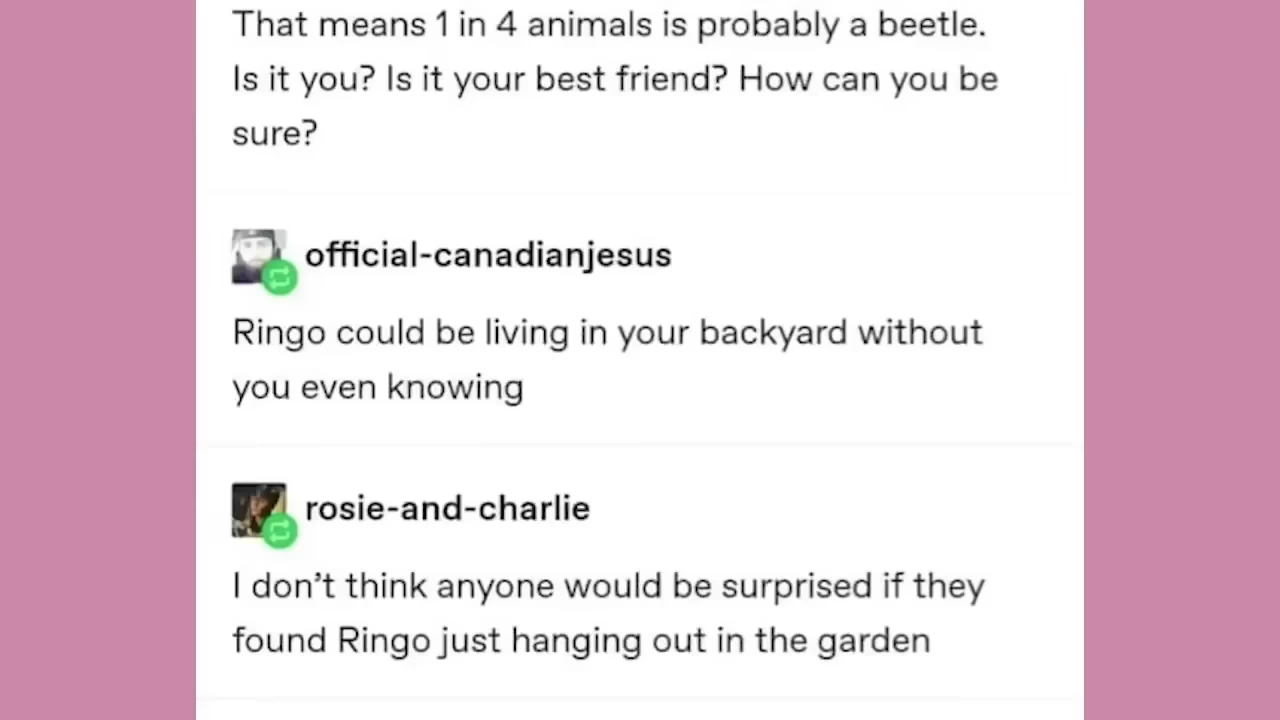 That means 1 in 4 animals is probably a beetle.
Is it you? Is it your best friend? How can you be
sure?
official-canadianjesus
Ringo could be living in your backyard without
you even knowing
rosie-and-charlie
I don’t think anyone would be surprised if they
found Ringo just hanging out in the garden